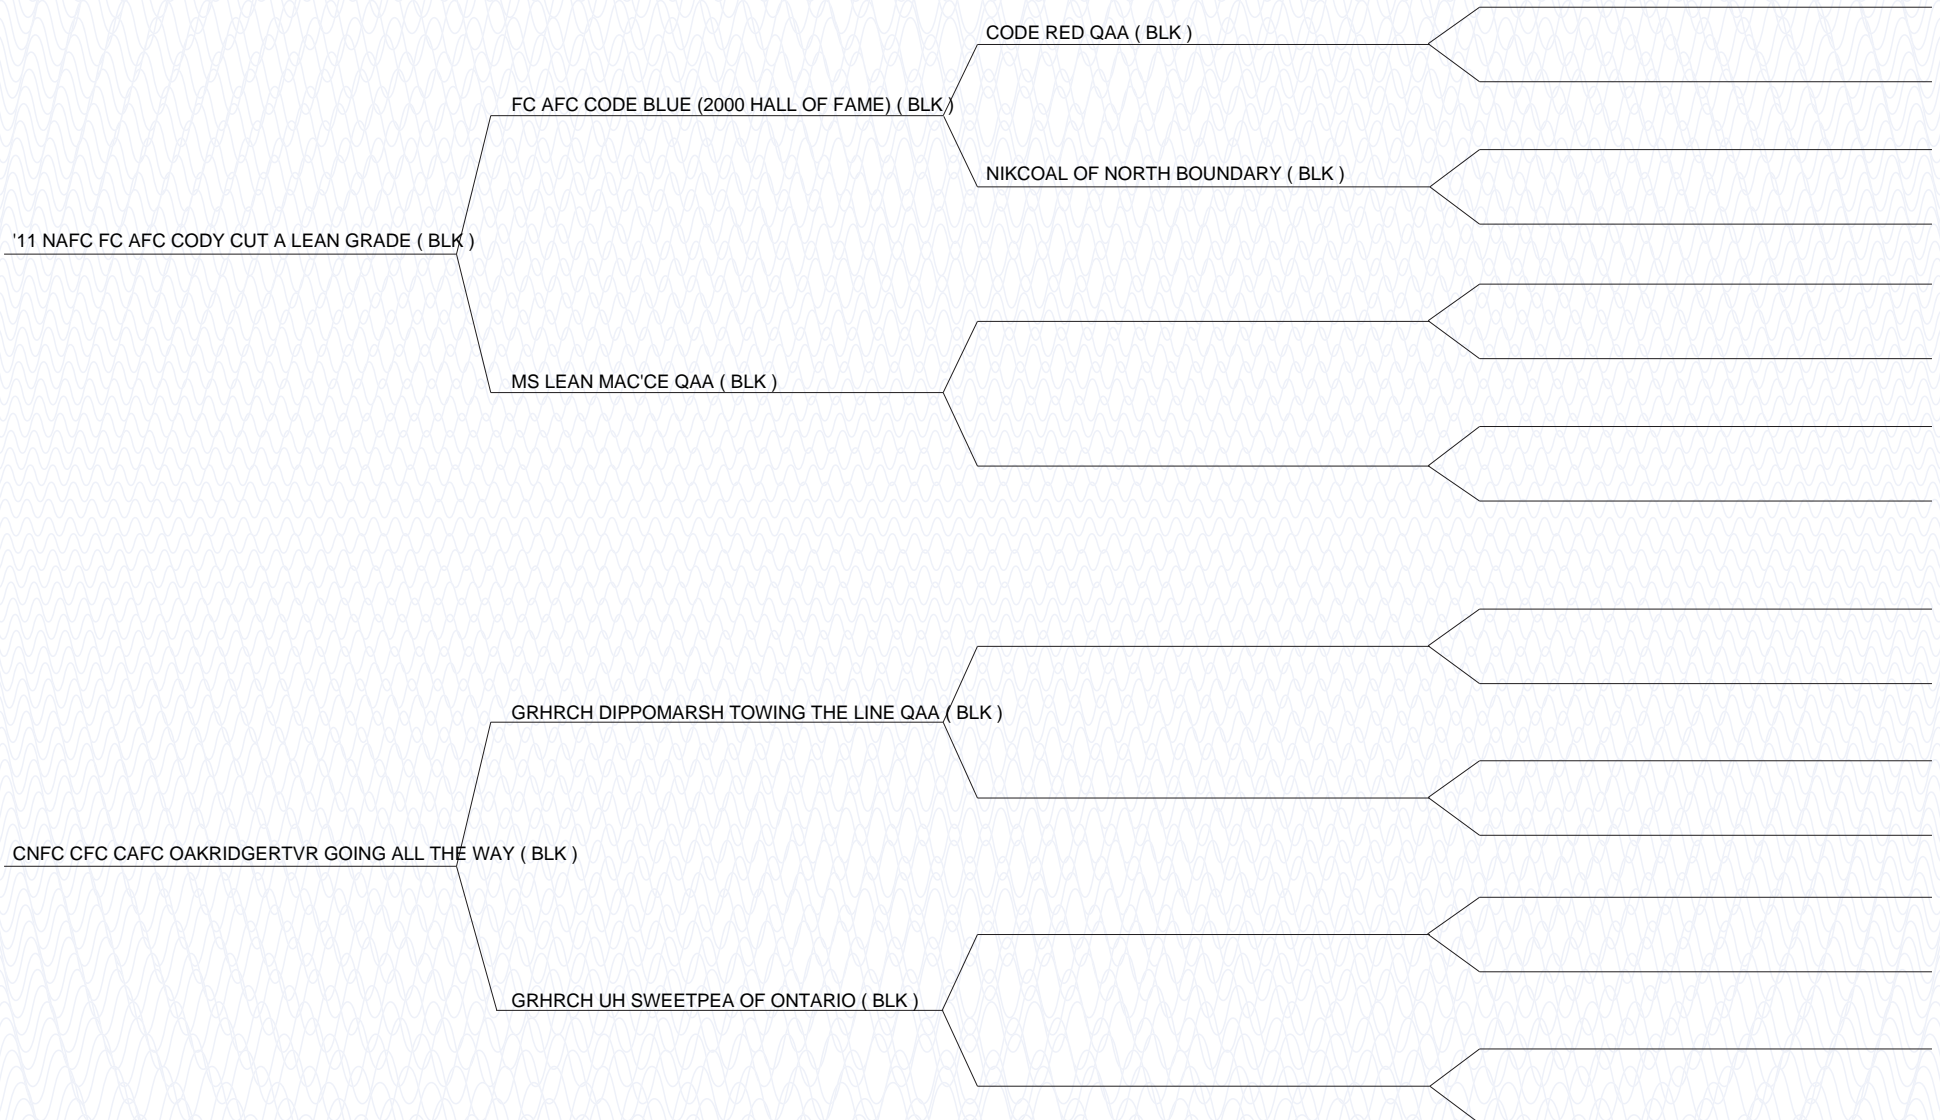 CODE RED QAA ( BLK )
FC AFC CODE BLUE (2000 HALL OF FAME) ( BLK )
NIKCOAL OF NORTH BOUNDARY ( BLK )
'11 NAFC FC AFC CODY CUT A LEAN GRADE ( BLK )
MS LEAN MAC'CE QAA ( BLK )
GRHRCH DIPPOMARSH TOWING THE LINE QAA ( BLK )
CNFC CFC CAFC OAKRIDGERTVR GOING ALL THE WAY ( BLK )
GRHRCH UH SWEETPEA OF ONTARIO ( BLK )